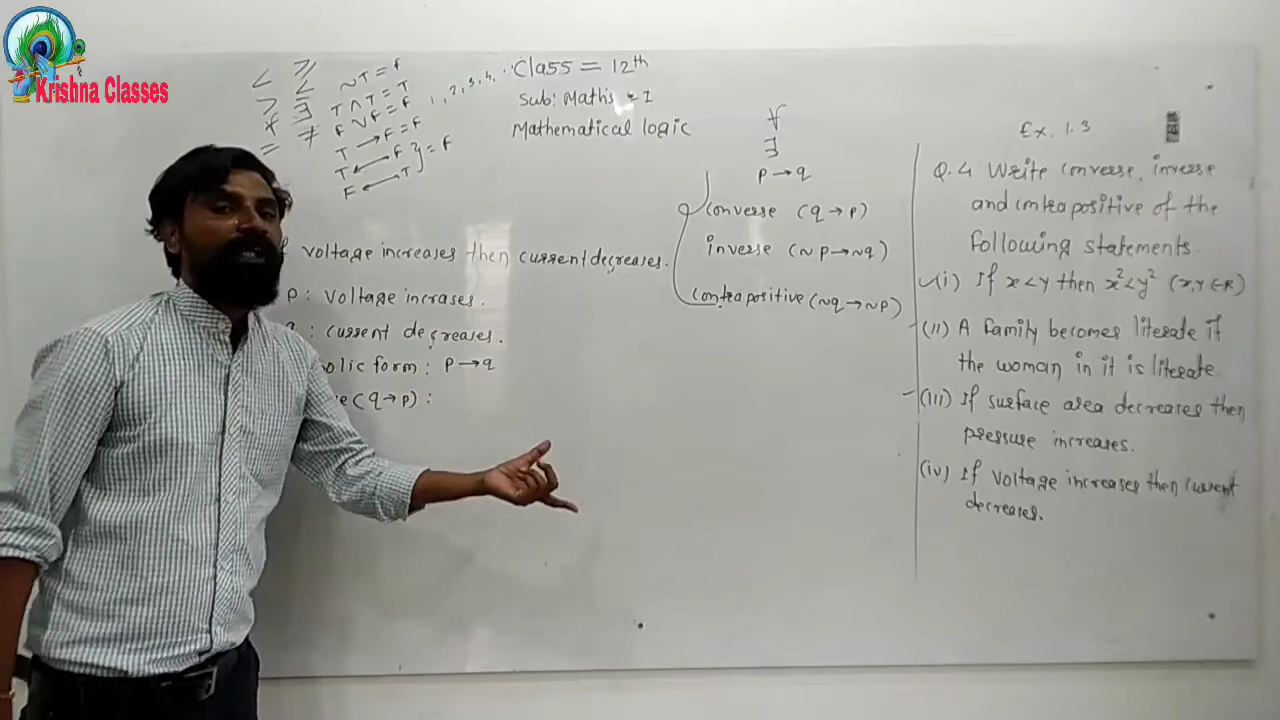 Krishna Classes
< ≥
> ≤
∃
≠
=
~T = F
T ∧ T = T
F ∨ F = F
T → F = F
T ↔ F } = F
F ↔ T
1, 2, 3, 4, ...
Class = 12th
Sub: Maths - 1
Mathematical logic
voltage increases then current decreases.
P : voltage incrases.
: current decreases.
olic form : P → q
e (q → p) :
∀
∃
P → q
converse (q → p)
inverse (~p → ~q)
contrapositive (~q → ~p)
Ex. 1.3
Q.4 Write converse, inverse
and contrapositive of the
following statements.
(i) If x < y then x² < y² (x, y ∈ R)
(ii) A family becomes literate if
the woman in it is literate.
(iii) If surface area decreases then
pressure increases.
(iv) If voltage increases then current
decreases.